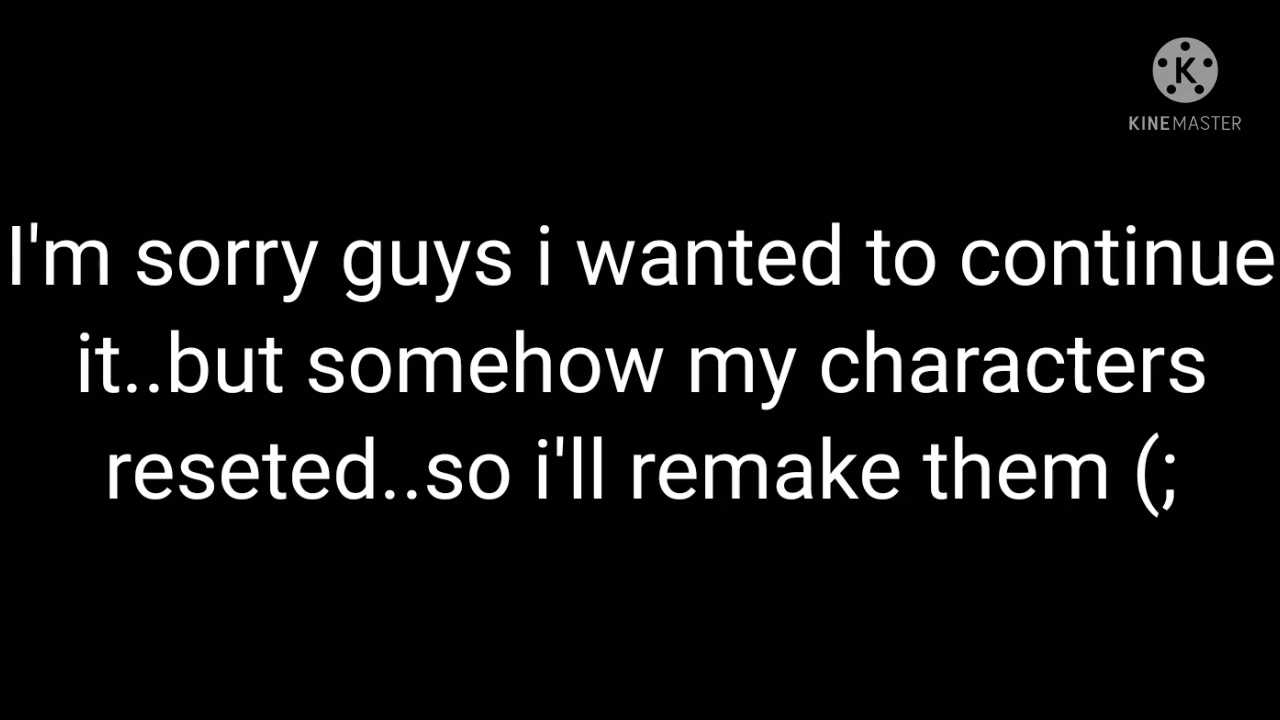 K
KINEMASTER
I'm sorry guys i wanted to continue
it..but somehow my characters
reseted..so i'll remake them (;